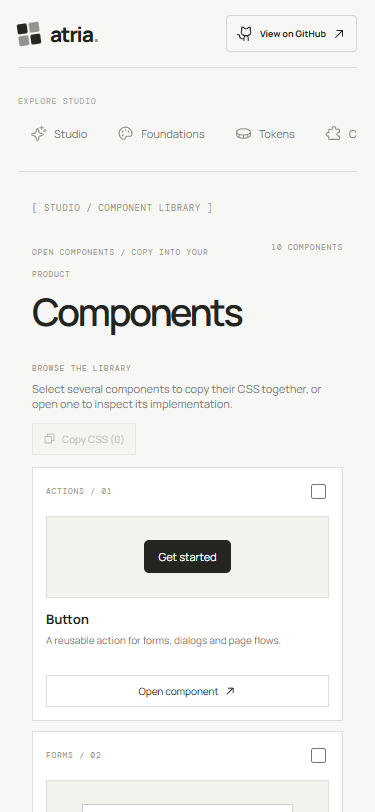 atria.
View on GitHub
EXPLORE STUDIO
Studio
Foundations
Tokens
C
[ STUDIO / COMPONENT LIBRARY ]
OPEN COMPONENTS / COPY INTO YOUR
PRODUCT
10 COMPONENTS
Components
BROWSE THE LIBRARY
Select several components to copy their CSS together, or
open one to inspect its implementation.
Copy CSS (0)
ACTIONS / 01
Get started
Button
A reusable action for forms, dialogs and page flows.
Open component
FORMS / 02